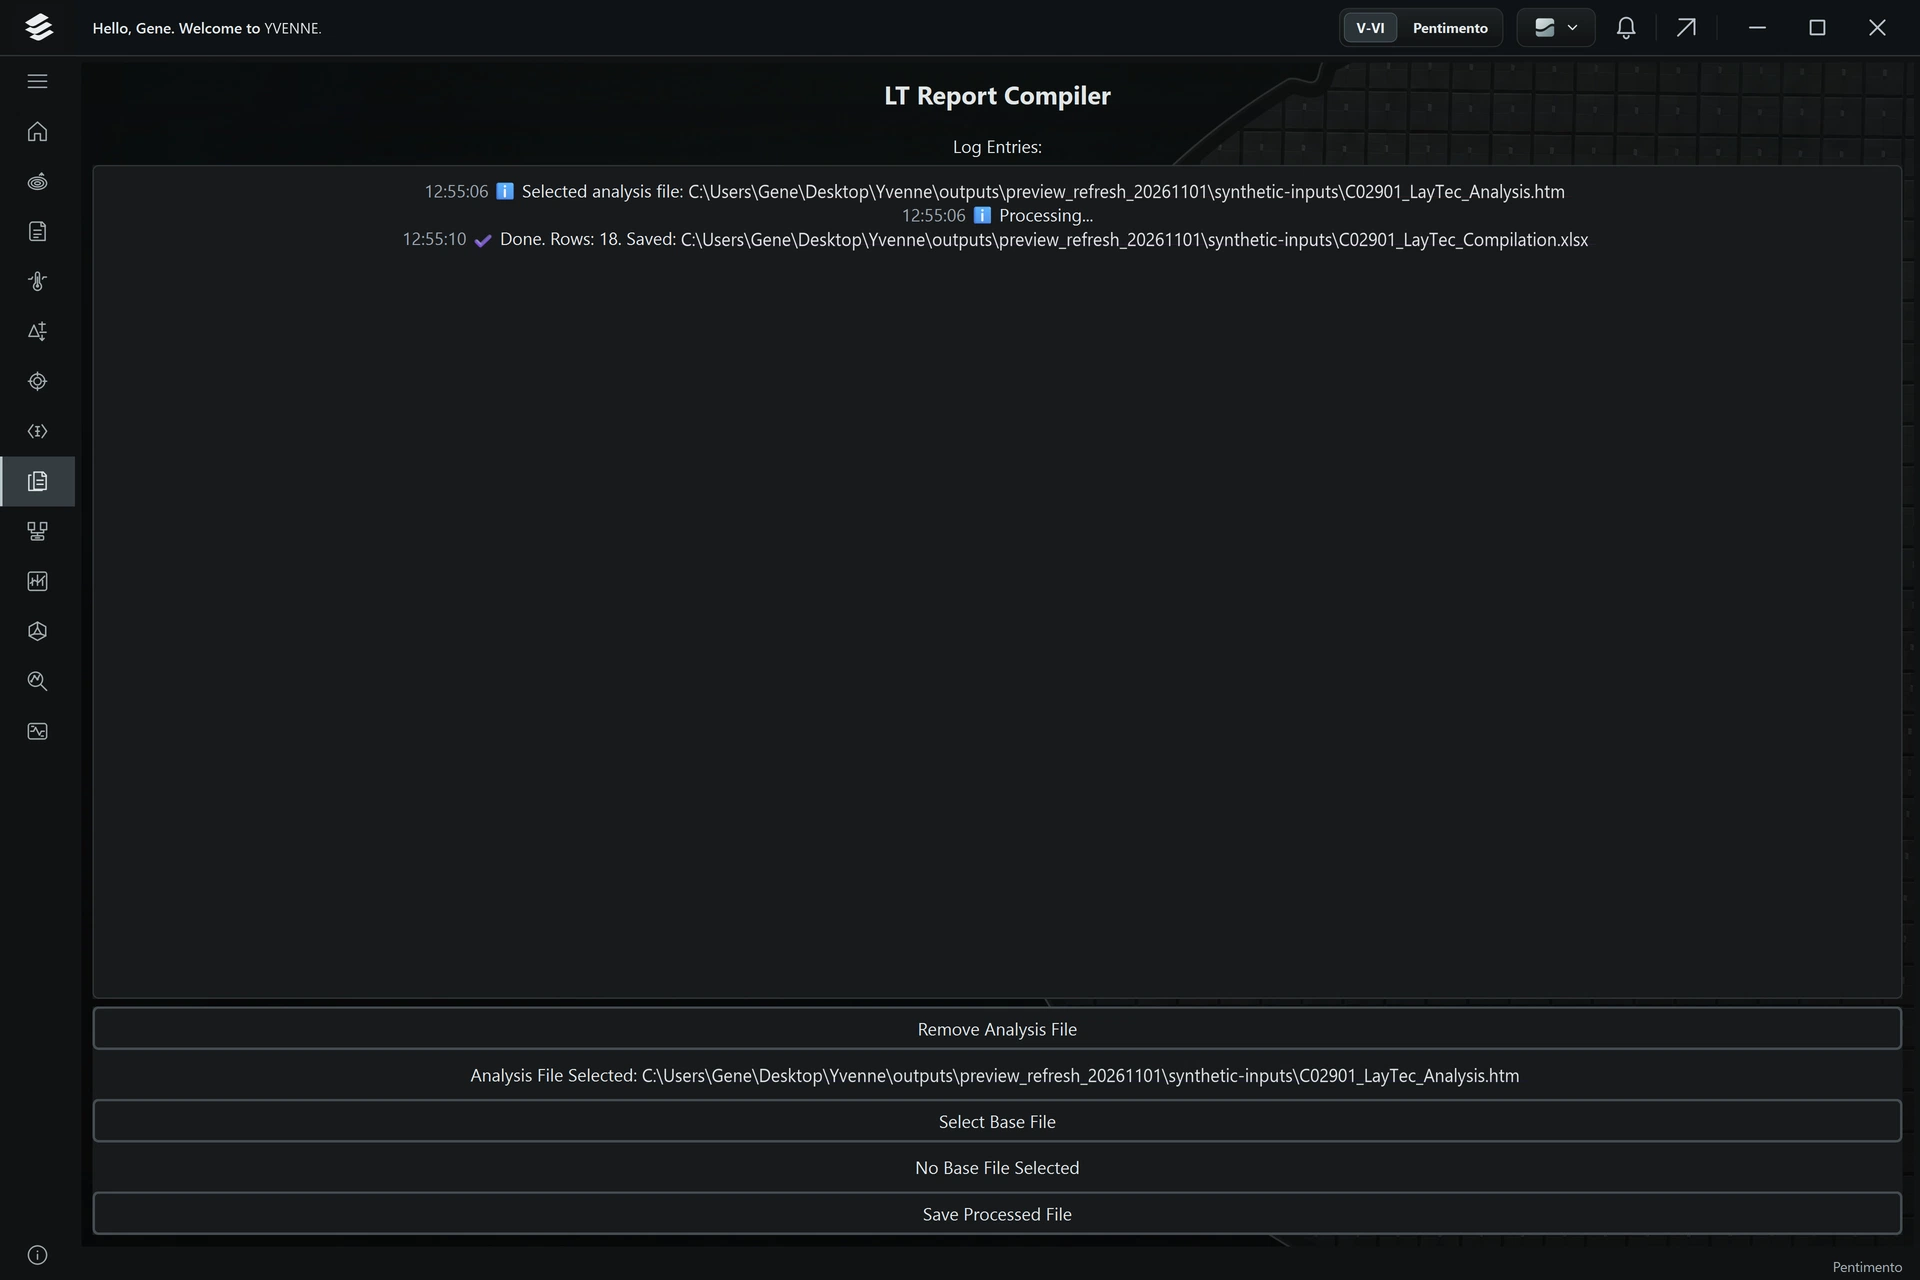 Hello, Gene. Welcome to YVENNE.
V-VI Pentimento
LT Report Compiler
Log Entries:
12:55:06 Selected analysis file: C:\Users\Gene\Desktop\Yvenne\outputs\preview_refresh_20261101\synthetic-inputs\C02901_LayTec_Analysis.htm
12:55:06 Processing...
12:55:10 Done. Rows: 18. Saved: C:\Users\Gene\Desktop\Yvenne\outputs\preview_refresh_20261101\synthetic-inputs\C02901_LayTec_Compilation.xlsx
Remove Analysis File
Analysis File Selected: C:\Users\Gene\Desktop\Yvenne\outputs\preview_refresh_20261101\synthetic-inputs\C02901_LayTec_Analysis.htm
Select Base File
No Base File Selected
Save Processed File
Pentimento